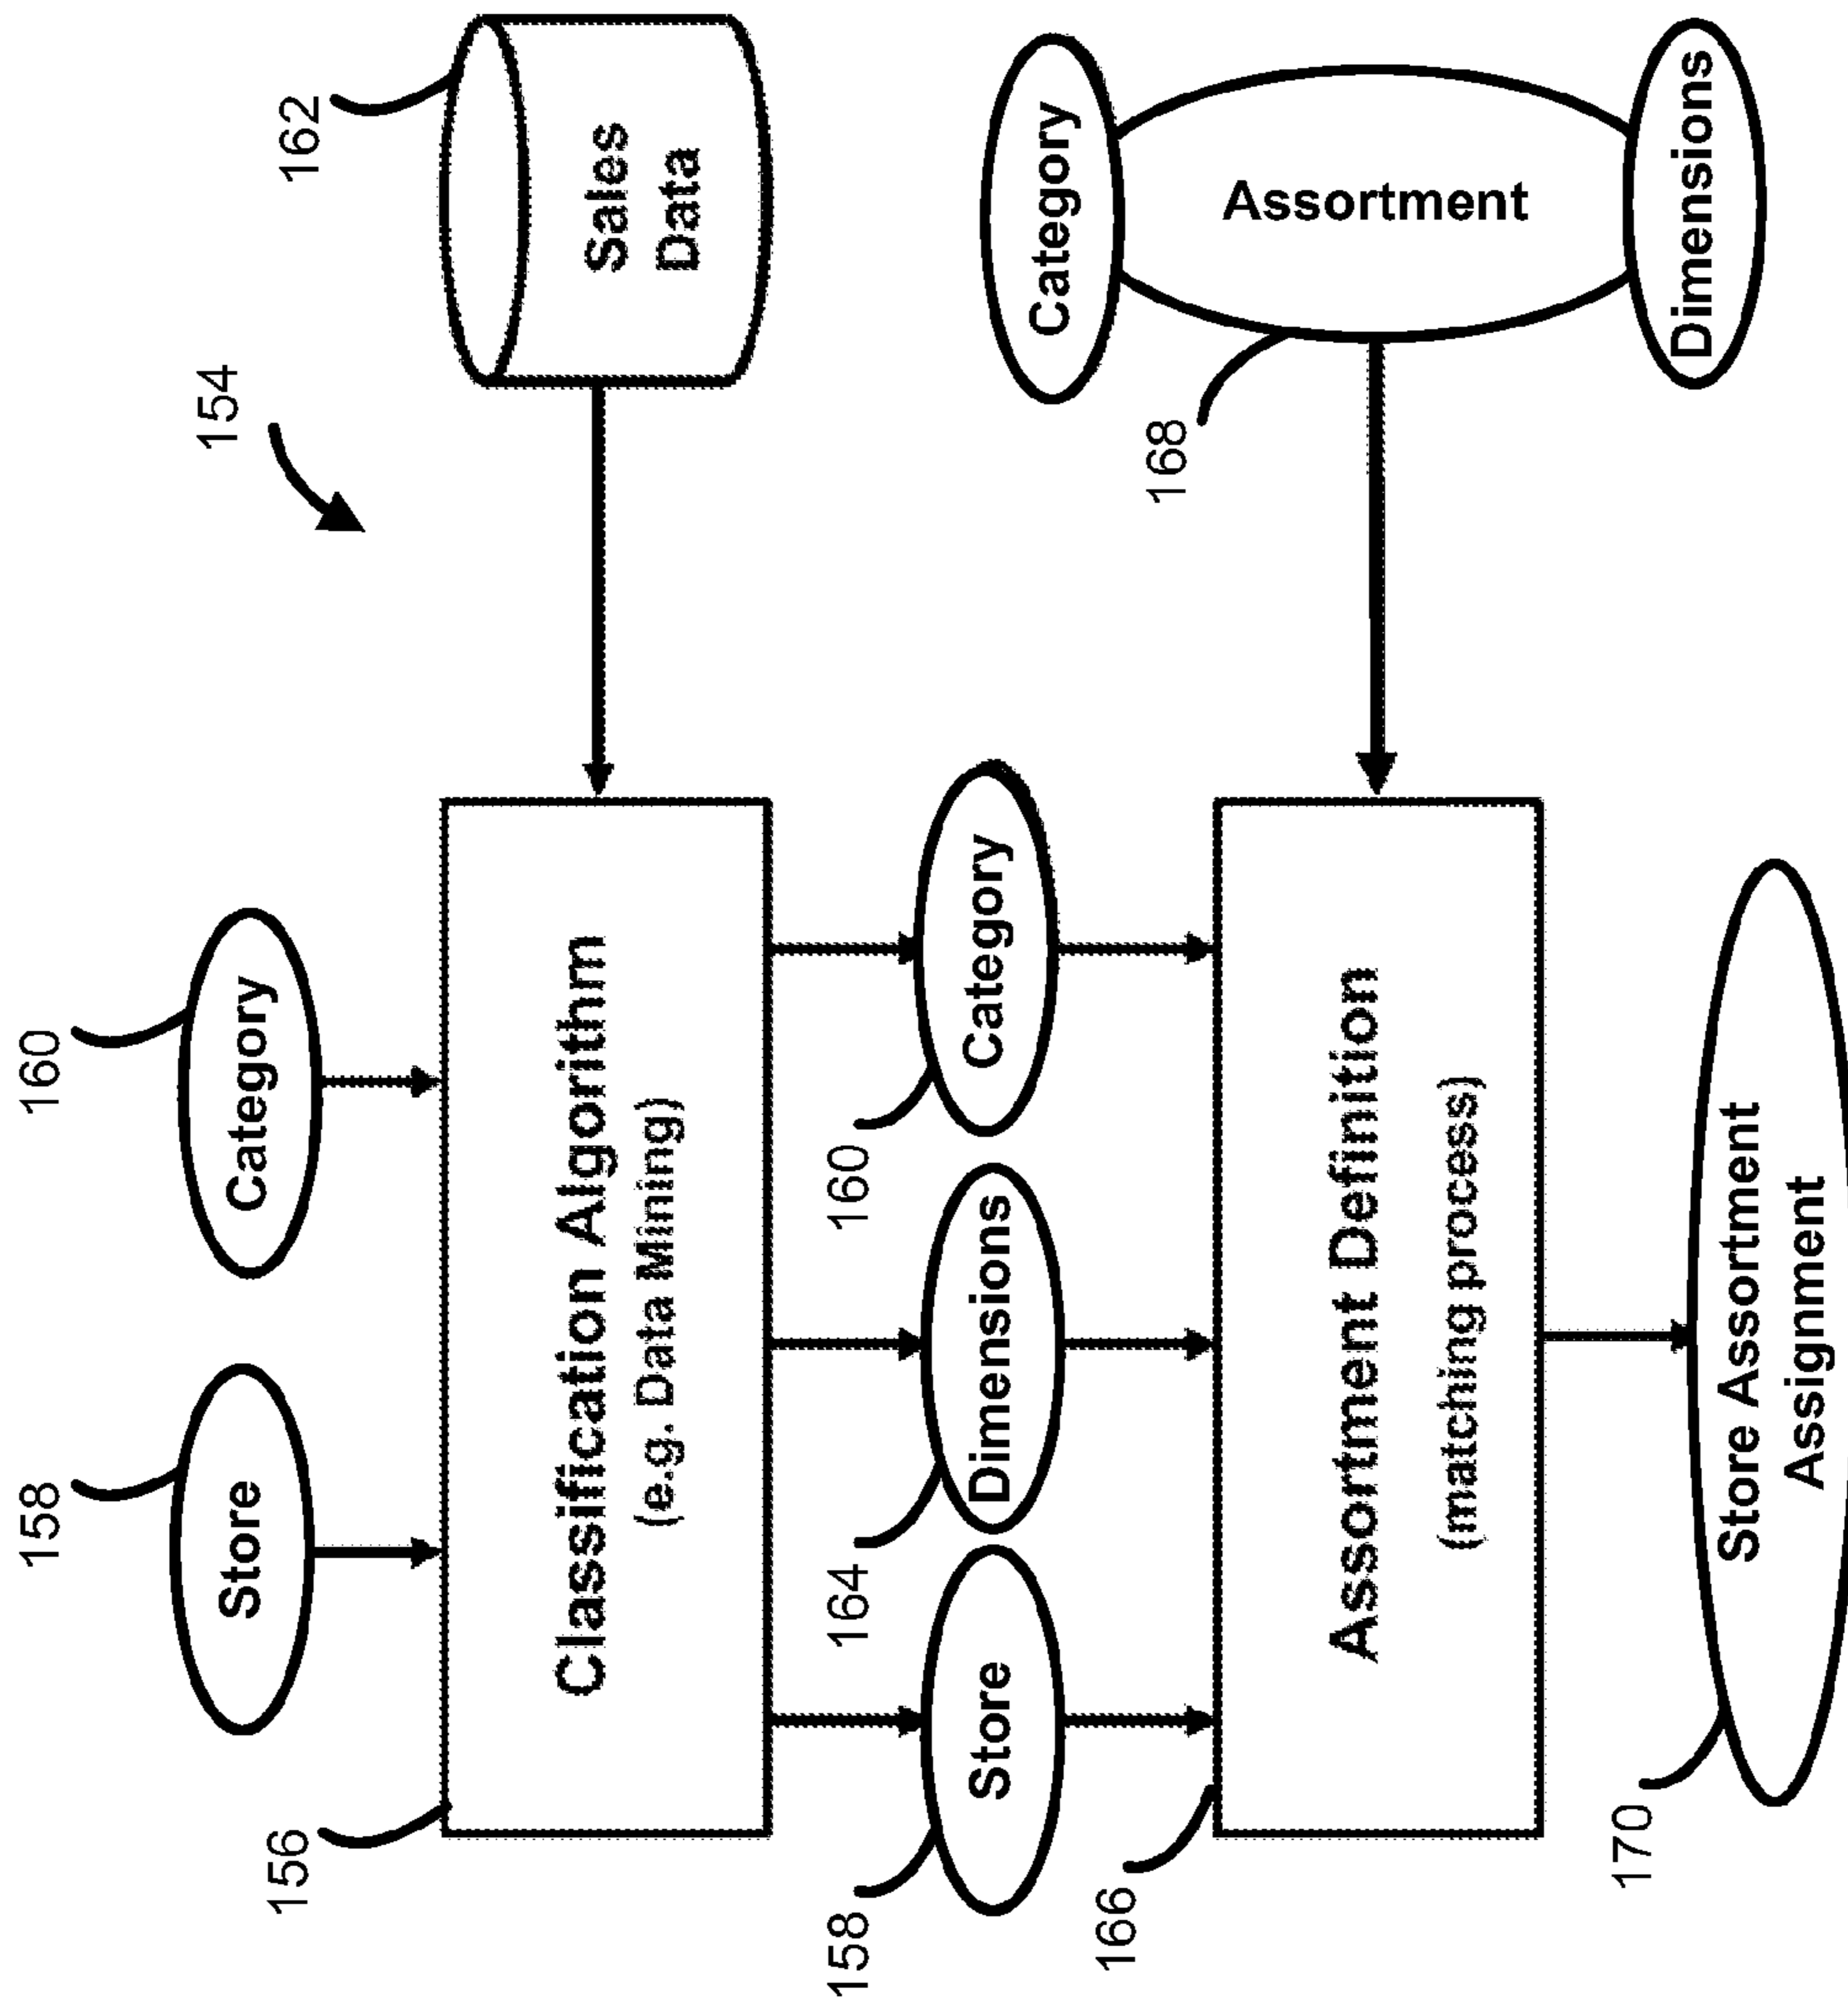 158
160
154
Store
Category
156
162
Classification Algorithm
(e.g. Data Mining)
Sales
Data
158
164
160
Store
Dimensions
Category
Category
166
168
Assortment
Assortment Definition
(matching process)
Dimensions
170
Store Assortment
Assignment